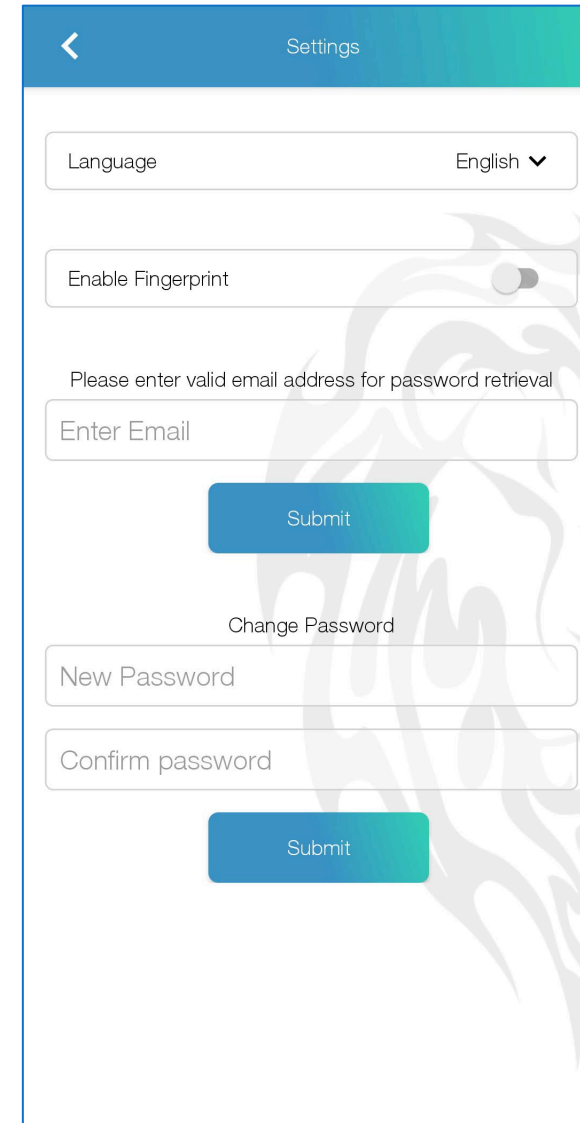 Settings
Language English
Enable Fingerprint
Please enter valid email address for password retrieval
Enter Email
Submit
Change Password
New Password
Confirm password
Submit